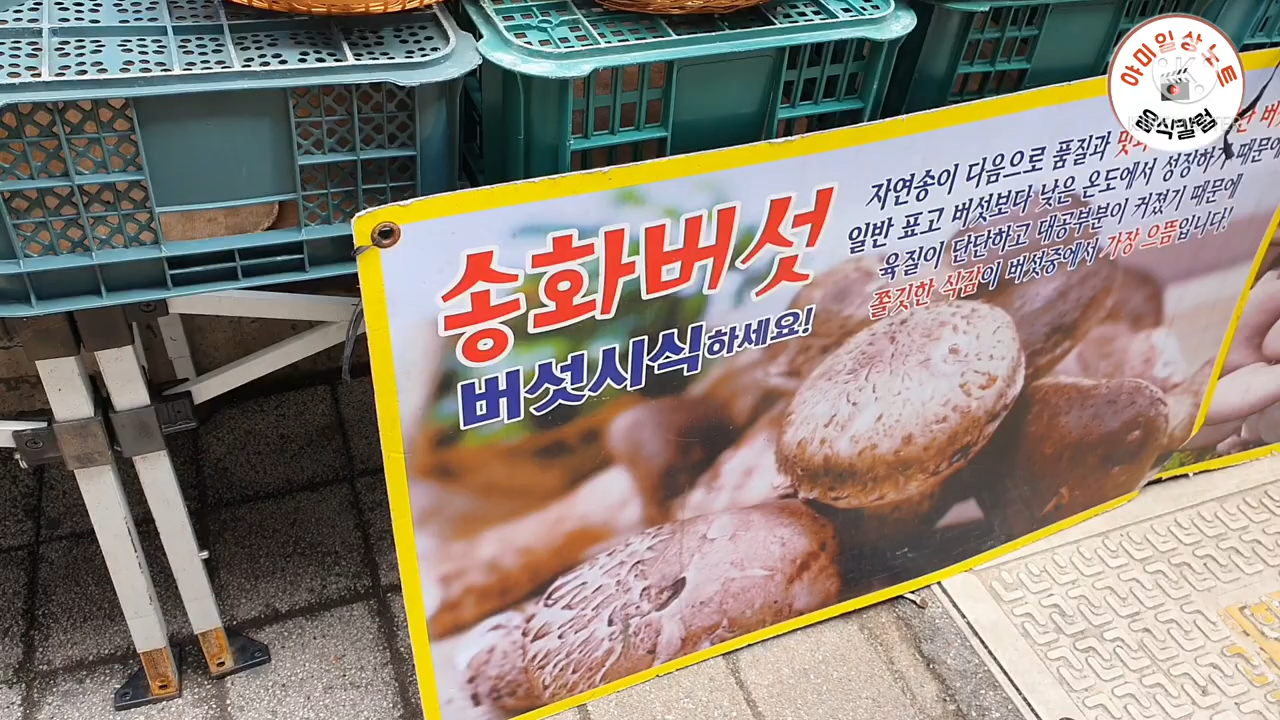 야미일상노트
음식칼럼
송화버섯
버섯시식하세요!
자연송이 다음으로 품질과
일반 표고 버섯보다 낮은 온도에서 성장하기 때문에
육질이 단단하고 대공부분이 커졌기 때문에
쫄깃한 식감이 버섯중에서 가장 으뜸입니다!